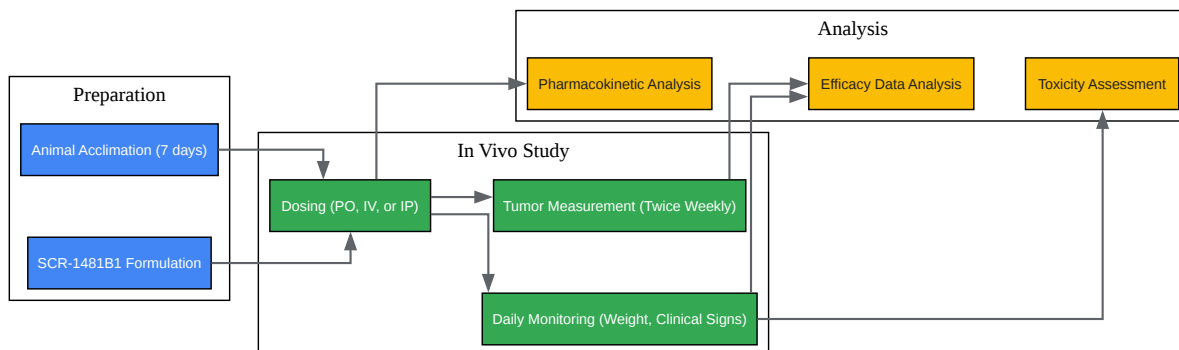 Analysis
Pharmacokinetic Analysis
Efficacy Data Analysis
Toxicity Assessment
Preparation
Animal Acclimation (7 days)
SCR-1481B1 Formulation
In Vivo Study
Dosing (PO, IV, or IP)
Tumor Measurement (Twice Weekly)
Daily Monitoring (Weight, Clinical Signs)